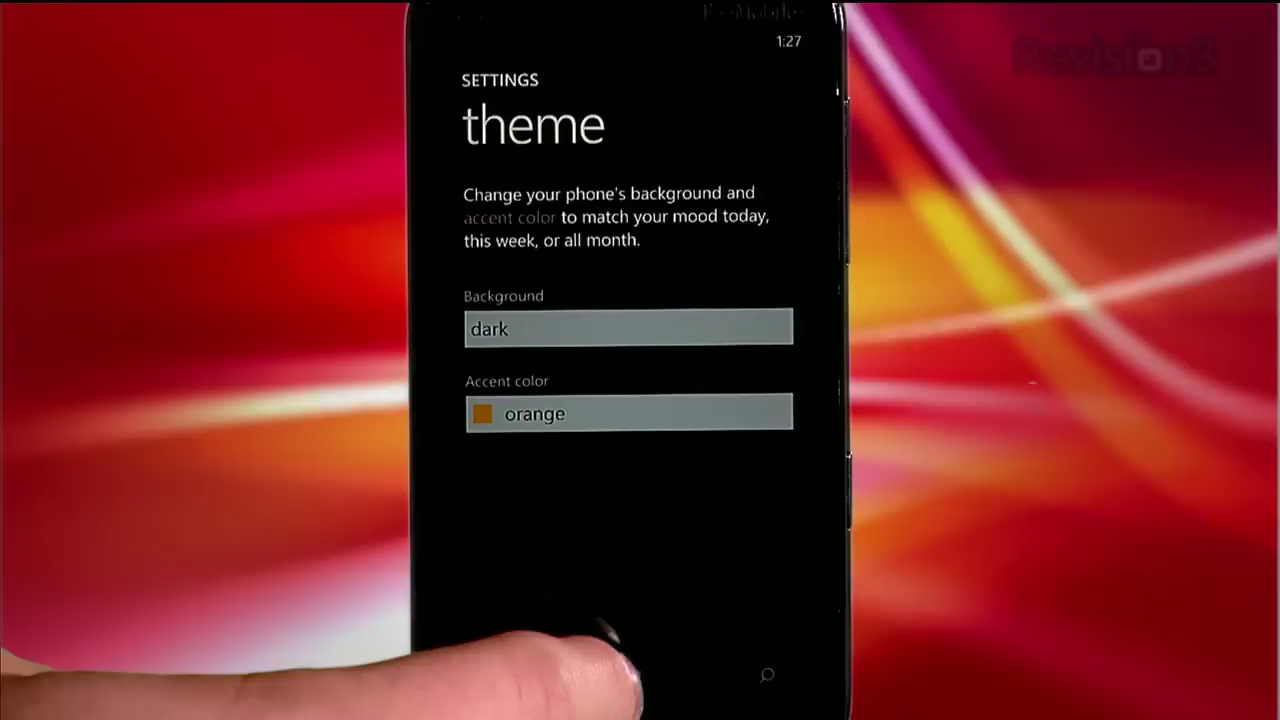 Revision3
1:27
SETTINGS
theme
Change your phone's background and
accent color to match your mood today,
this week, or all month.
Background
dark
Accent color
orange